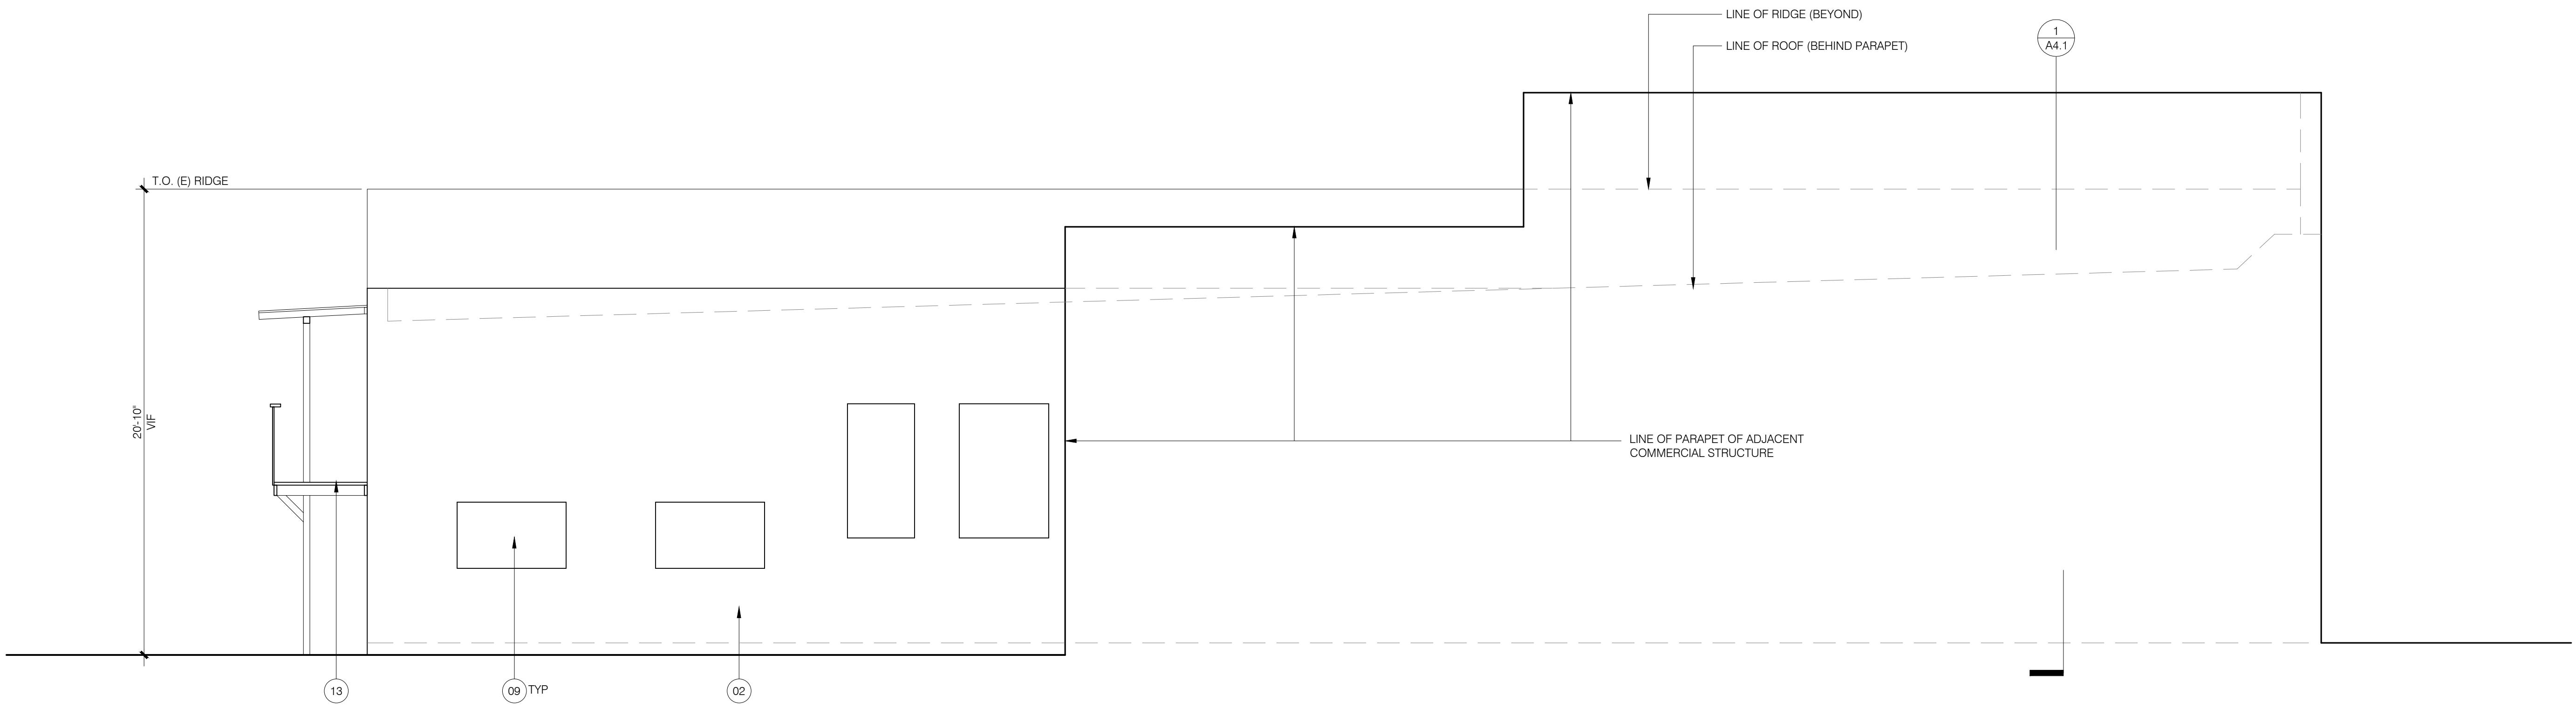 LINE OF RIDGE (BEYOND)
LINE OF ROOF (BEHIND PARAPET)
1
A4.1
T.O. (E) RIDGE
20'-10"
VIF
LINE OF PARAPET OF ADJACENT
COMMERCIAL STRUCTURE
13
09 TYP
02